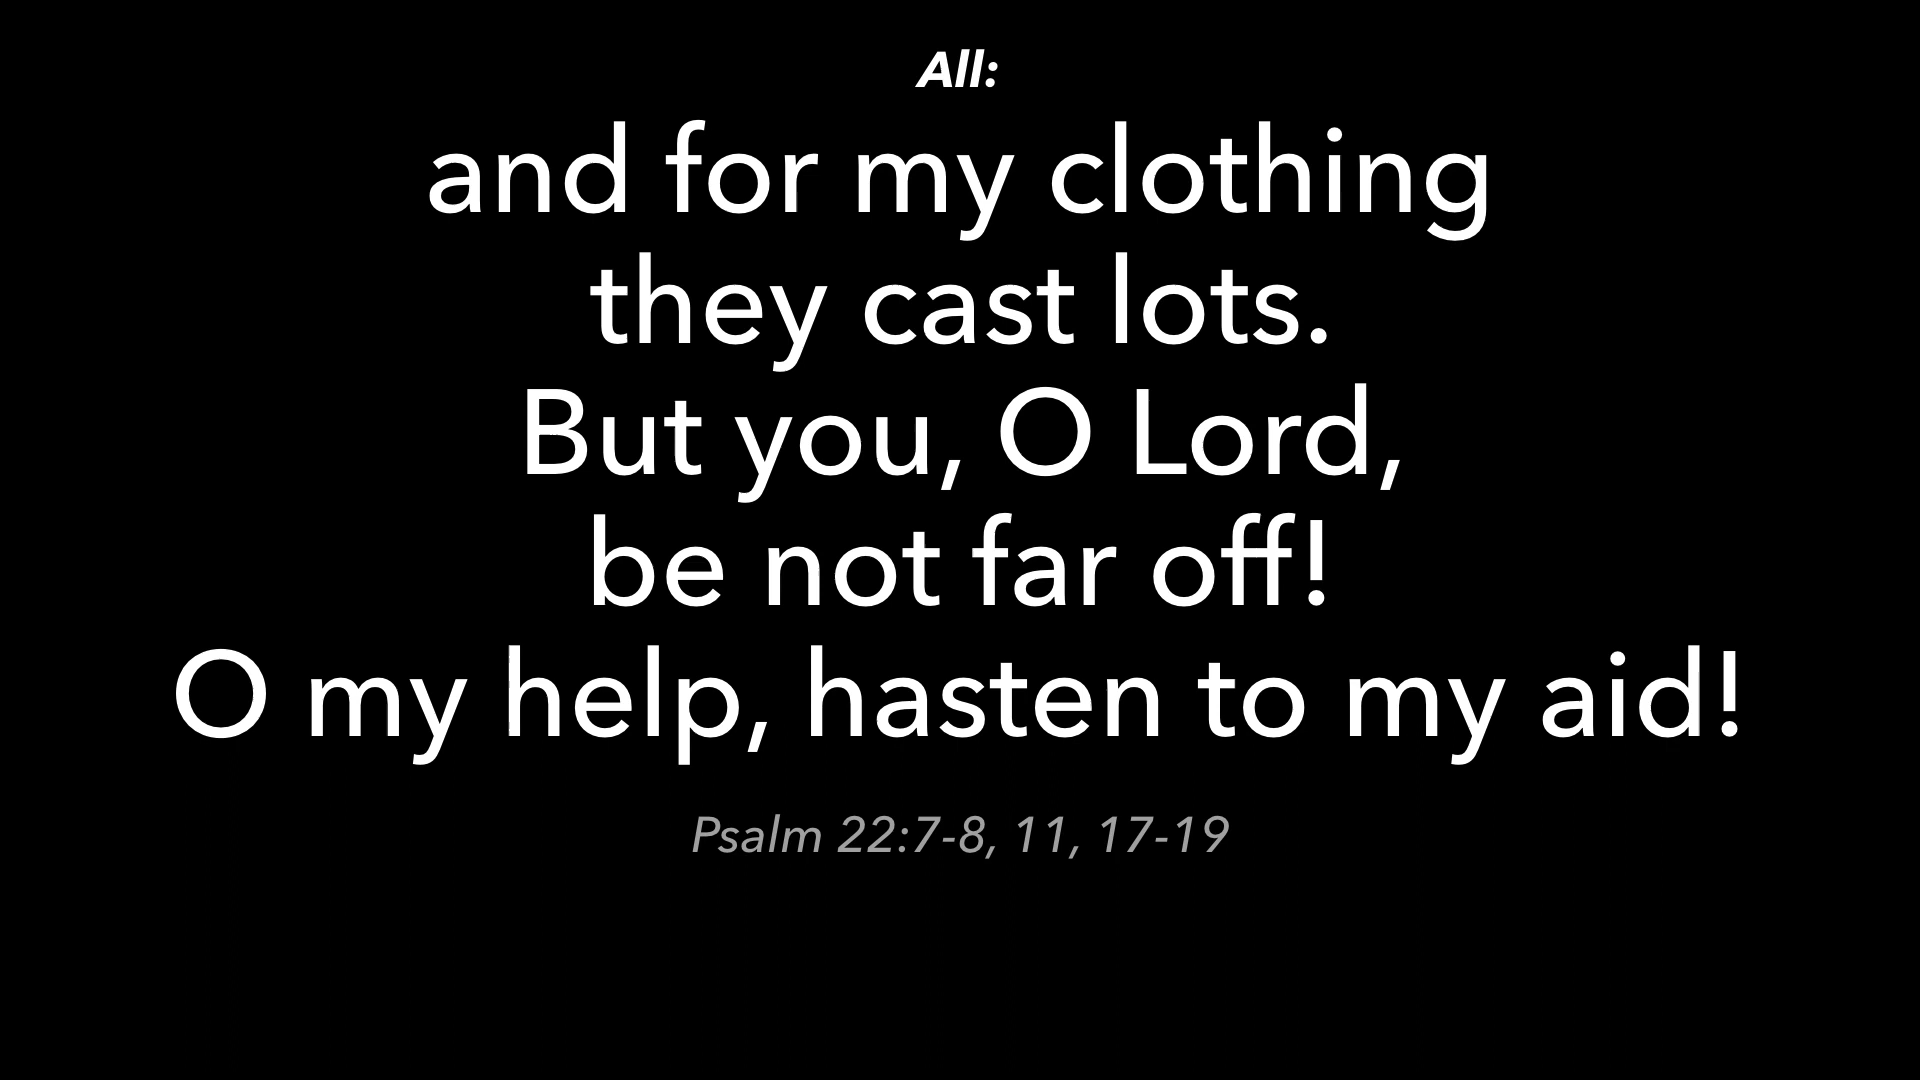 All:
and for my clothing
they cast lots.
But you, O Lord,
be not far off!
O my help, hasten to my aid!
Psalm 22:7-8, 11, 17-19